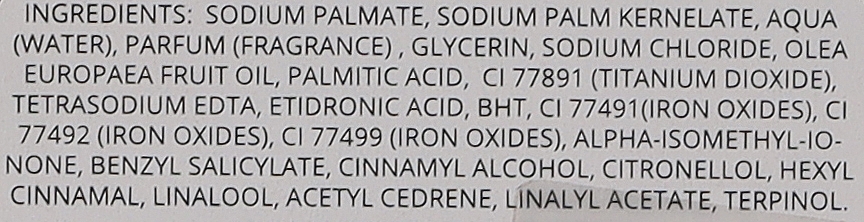 INGREDIENTS: SODIUM PALMATE, SODIUM PALM KERNELATE, AQUA
(WATER), PARFUM (FRAGRANCE) , GLYCERIN, SODIUM CHLORIDE, OLEA
EUROPAEA FRUIT OIL, PALMITIC ACID, CI 77891 (TITANIUM DIOXIDE),
TETRASODIUM EDTA, ETIDRONIC ACID, BHT, CI 77491(IRON OXIDES), CI
77492 (IRON OXIDES), CI 77499 (IRON OXIDES), ALPHA-ISOMETHYL-IO-
NONE, BENZYL SALICYLATE, CINNAMYL ALCOHOL, CITRONELLOL, HEXYL
CINNAMAL, LINALOOL, ACETYL CEDRENE, LINALYL ACETATE, TERPINOL.